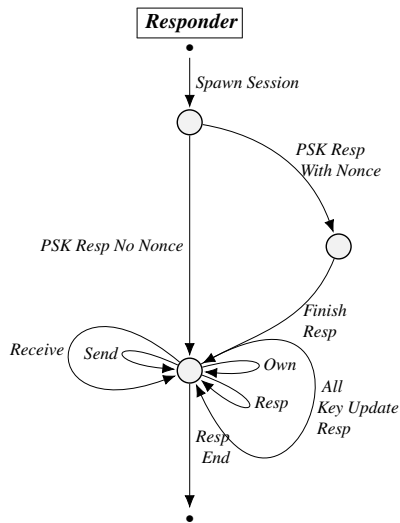 Responder
Spawn Session
PSK Resp
With Nonce
PSK Resp No Nonce
Finish
Resp
Receive
Send
Own
Resp
All
Key Update
Resp
Resp
End